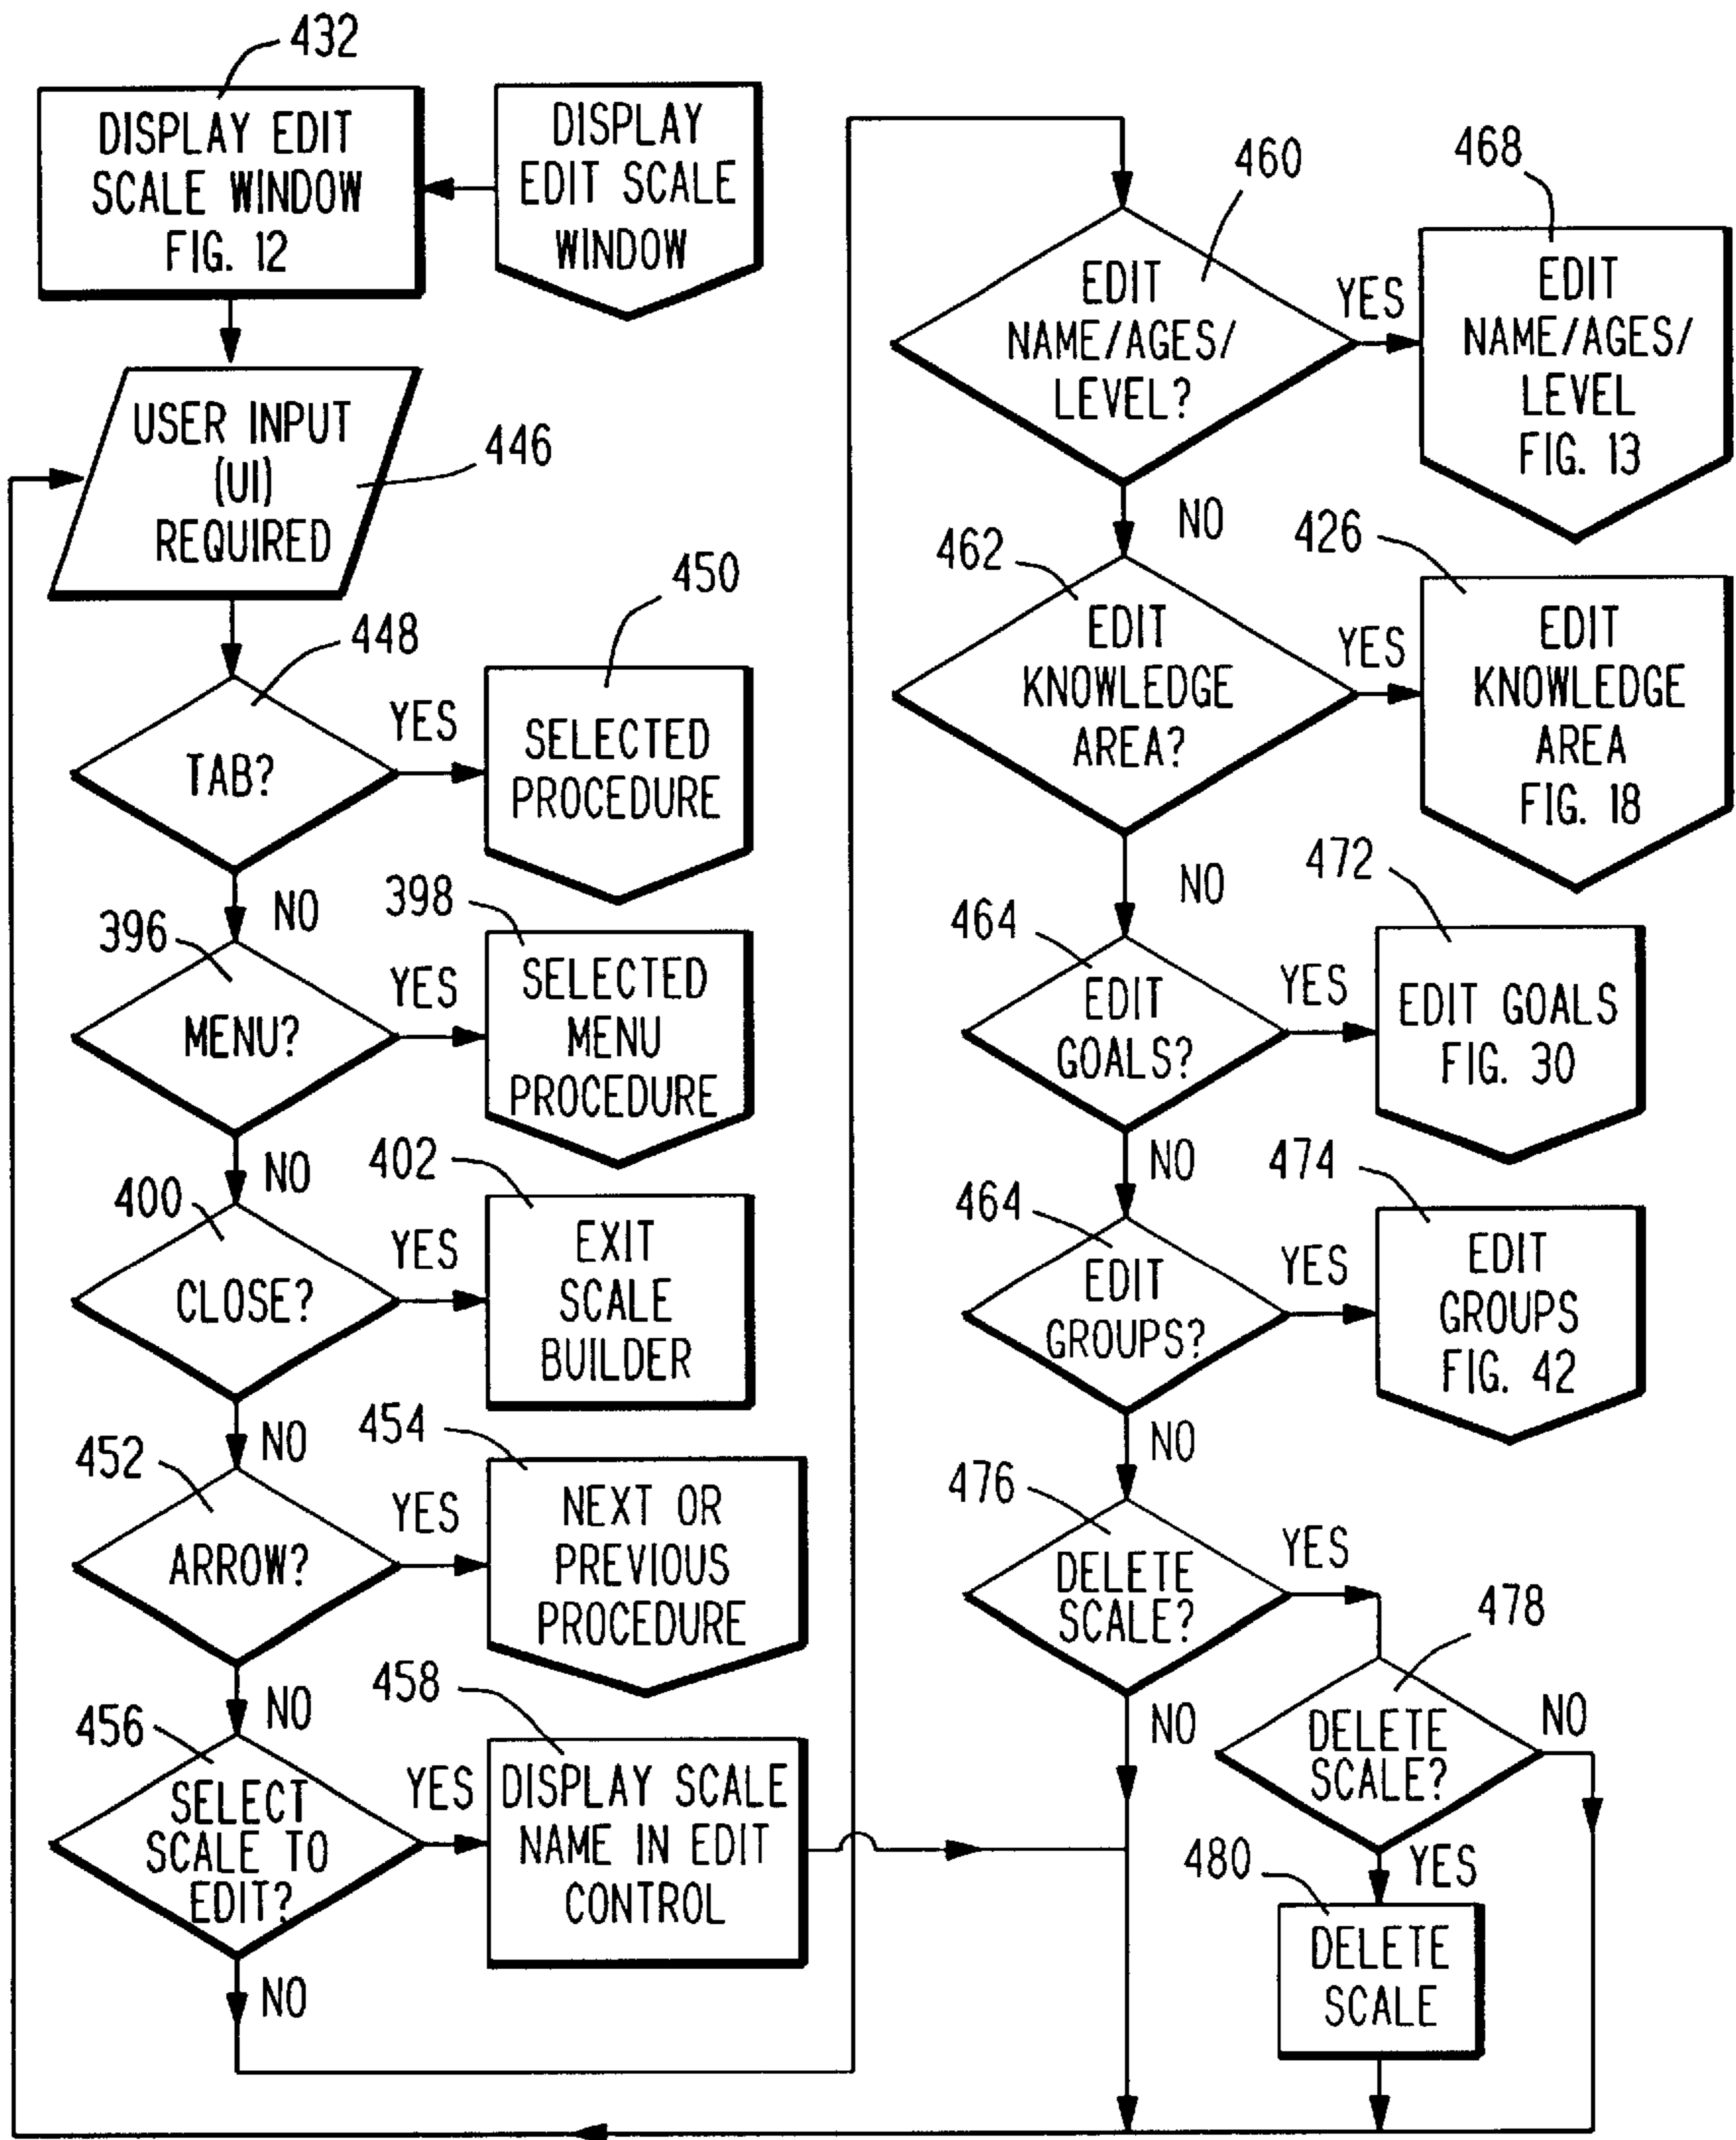 432
DISPLAY EDIT
SCALE WINDOW
FIG. 12
DISPLAY
EDIT SCALE
WINDOW
USER INPUT
(UI)
REQUIRED
446
448
TAB?
YES
450
SELECTED
PROCEDURE
NO
396
MENU?
YES
398
SELECTED
MENU
PROCEDURE
NO
400
CLOSE?
YES
402
EXIT
SCALE
BUILDER
NO
452
ARROW?
YES
454
NEXT OR
PREVIOUS
PROCEDURE
NO
456
SELECT
SCALE TO
EDIT?
YES
458
DISPLAY SCALE
NAME IN EDIT
CONTROL
NO
460
EDIT
NAME/AGES/
LEVEL?
YES
468
EDIT
NAME/AGES/
LEVEL
FIG. 13
NO
462
EDIT
KNOWLEDGE
AREA?
YES
426
EDIT
KNOWLEDGE
AREA
FIG. 18
NO
464
EDIT
GOALS?
YES
472
EDIT GOALS
FIG. 30
NO
464
EDIT
GROUPS?
YES
474
EDIT
GROUPS
FIG. 42
NO
476
DELETE
SCALE?
YES
NO
478
DELETE
SCALE?
NO
YES
480
DELETE
SCALE